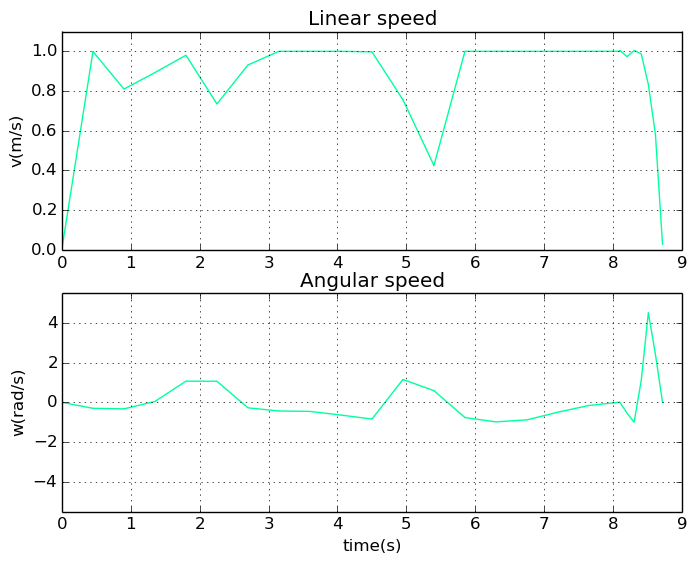 Linear speed
1.0
0.8
0.6
0.4
0.2
0.0
v(m/s)
0 1 2 3 4 5 6 7 8 9
Angular speed
4
2
0
−2
−4
w(rad/s)
0 1 2 3 4 5 6 7 8 9
time(s)